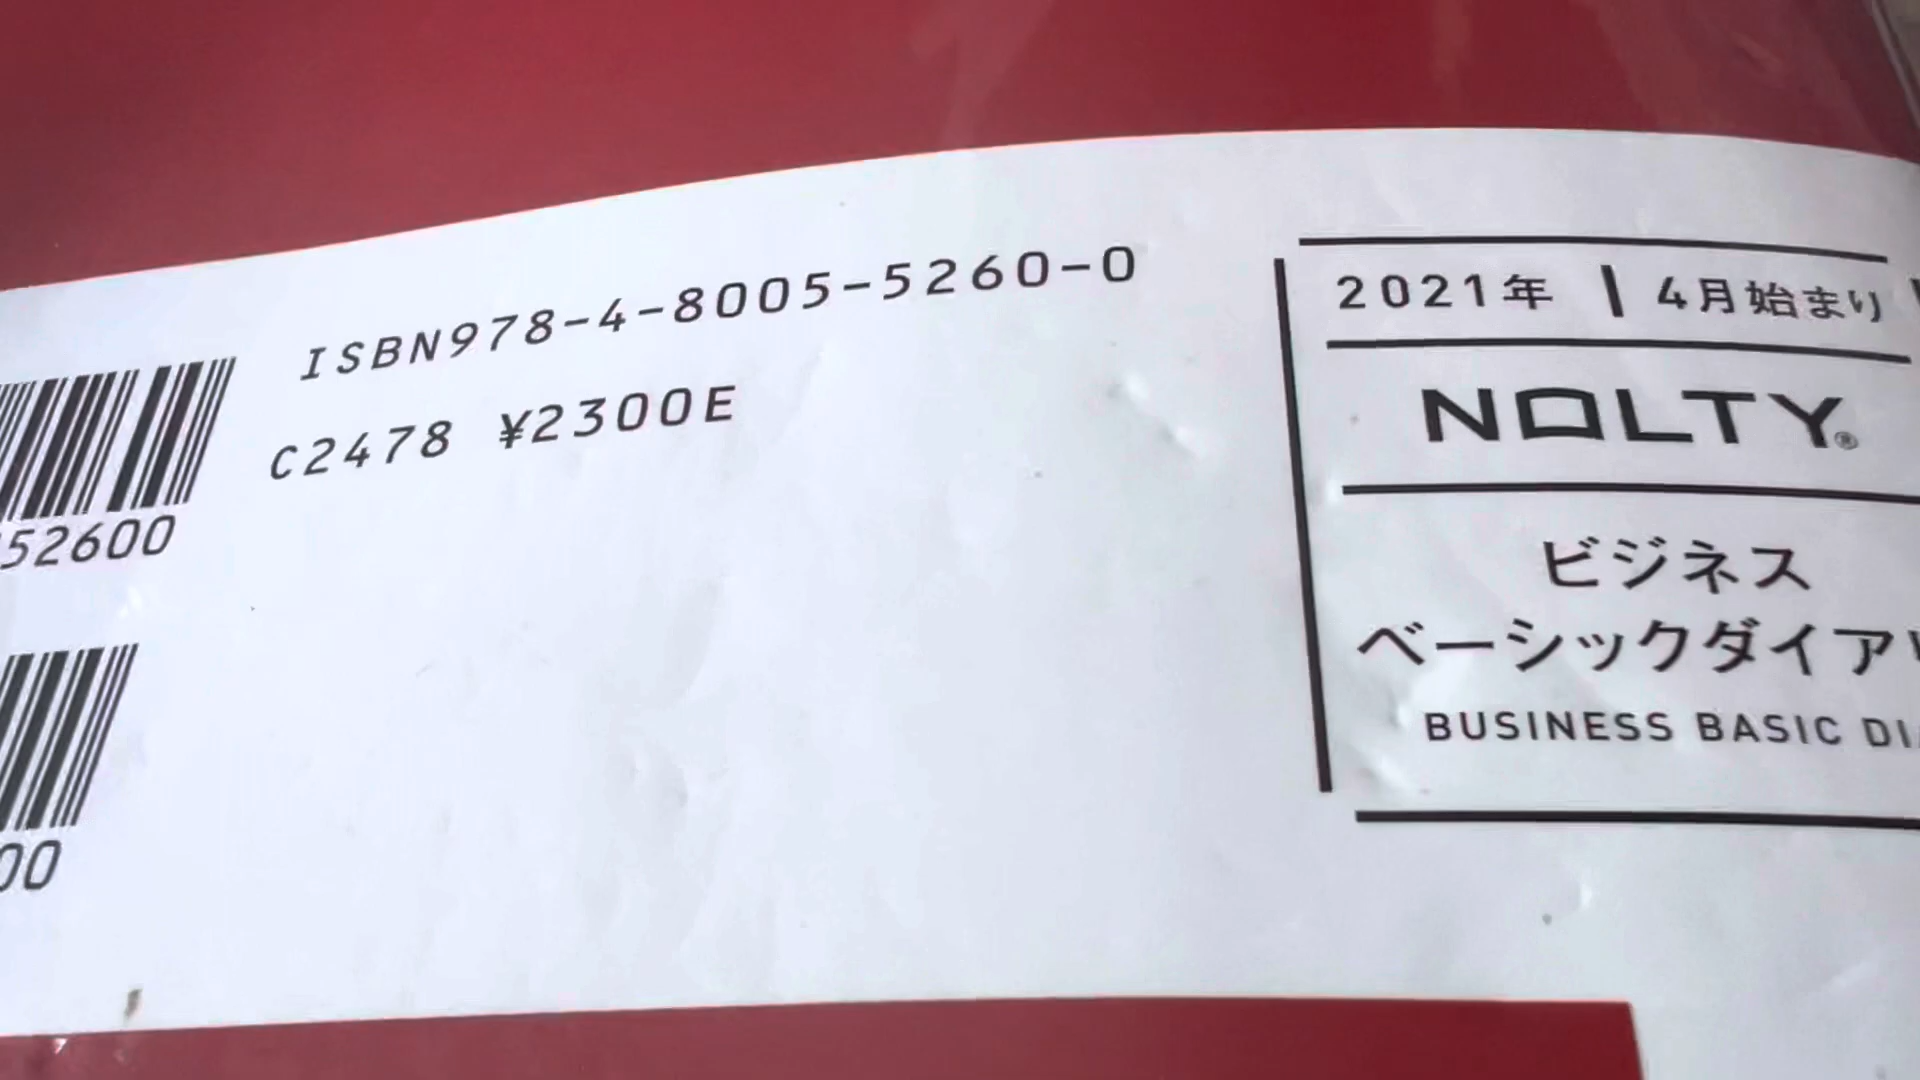 ISBN978-4-8005-5260-0
C2478 ¥2300E
52600
00
2021年 | 4月始まり
NOLTY®
ビジネス
ベーシックダイアリ
BUSINESS BASIC DI